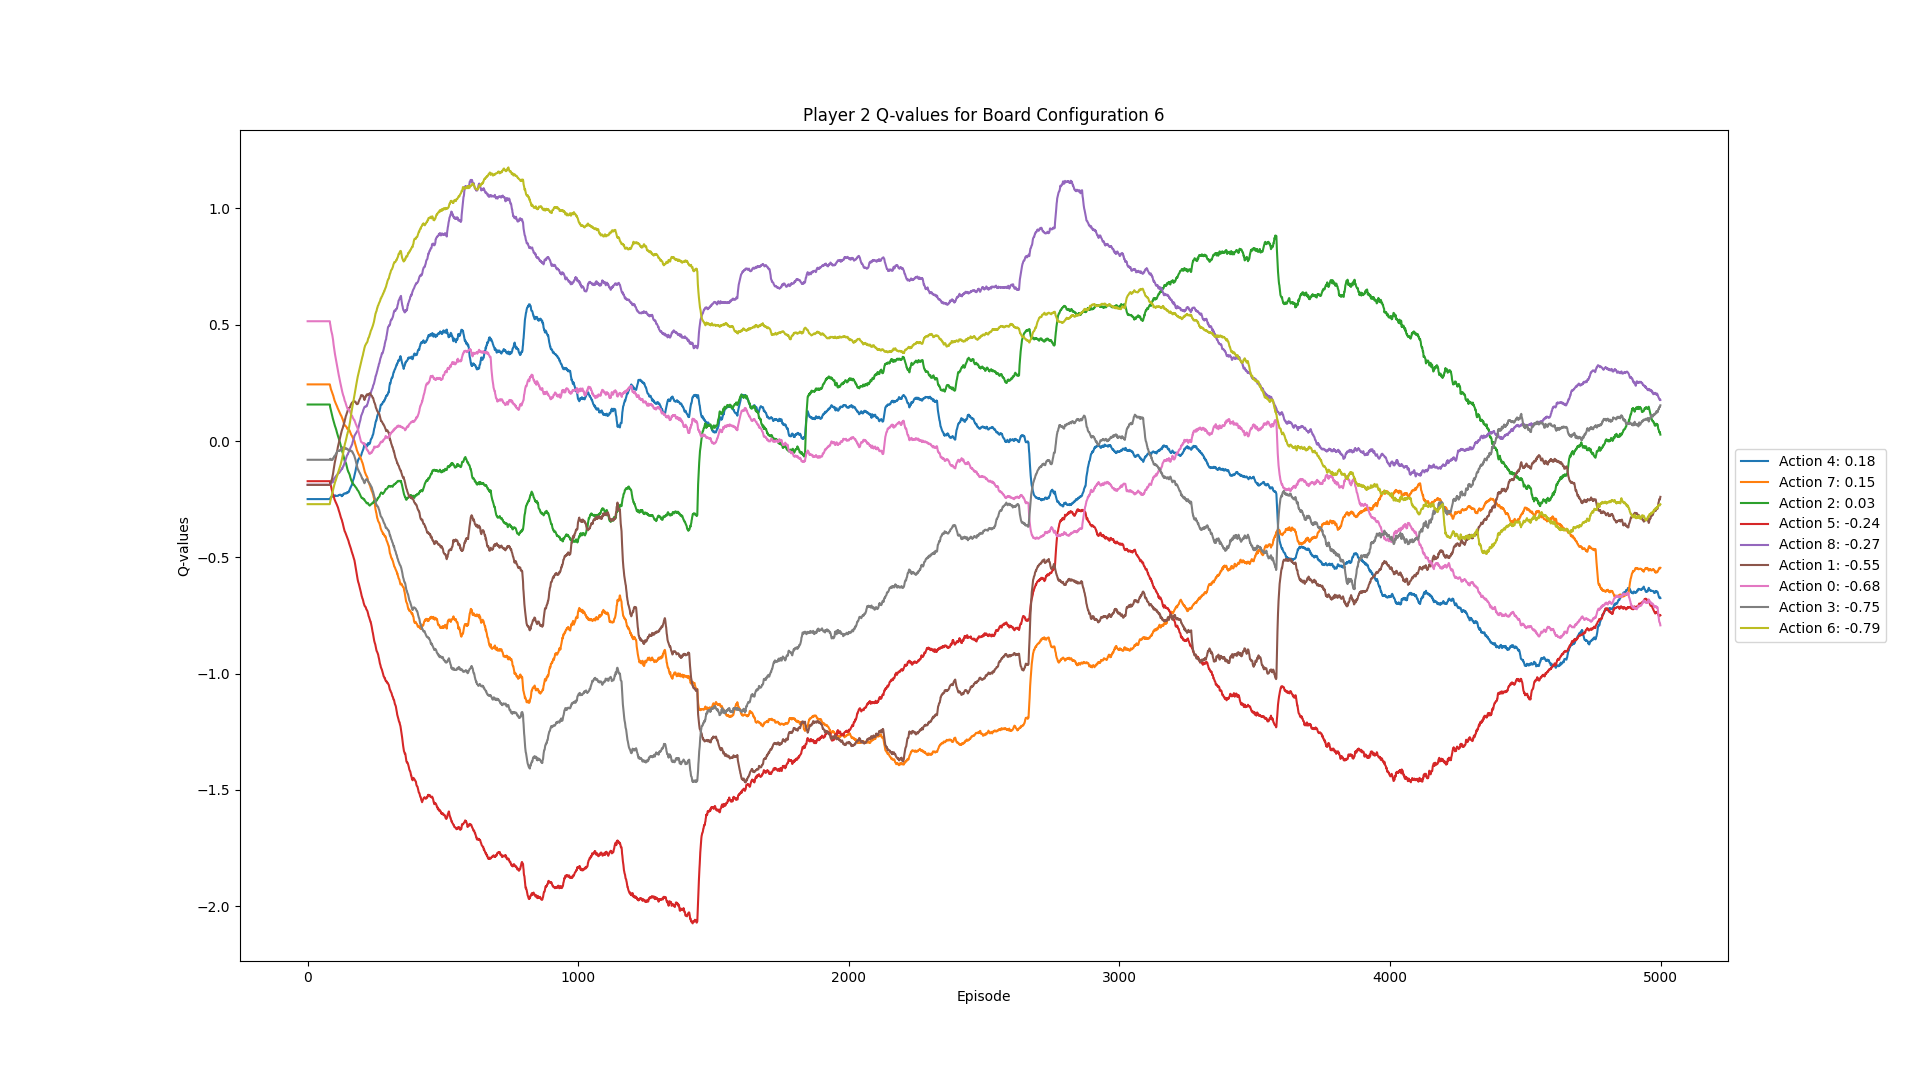 Player 2 Q-values for Board Configuration 6
1.0
0.5
0.0
−0.5
−1.0
−1.5
−2.0
Q-values
0
1000
2000
3000
4000
5000
Episode
Action 4: 0.18
Action 7: 0.15
Action 2: 0.03
Action 5: -0.24
Action 8: -0.27
Action 1: -0.55
Action 0: -0.68
Action 3: -0.75
Action 6: -0.79